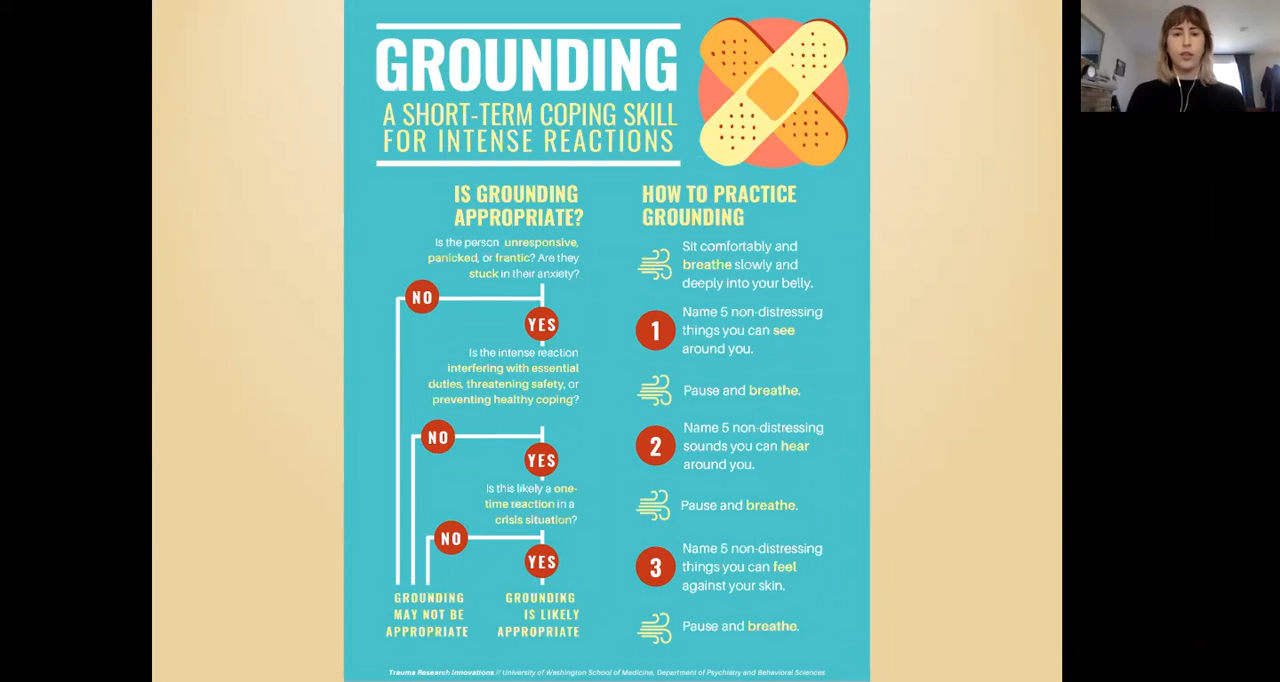 GROUNDING
A SHORT-TERM COPING SKILL
FOR INTENSE REACTIONS
IS GROUNDING
APPROPRIATE?
Is the person unresponsive,
panicked, or frantic? Are they
stuck in their anxiety?
NO
YES
Is the intense reaction
interfering with essential
duties, threatening safety, or
preventing healthy coping?
NO
YES
Is this likely a one-
time reaction in a
crisis situation?
NO
YES
GROUNDING
MAY NOT BE
APPROPRIATE
GROUNDING
IS LIKELY
APPROPRIATE
HOW TO PRACTICE
GROUNDING
Sit comfortably and
breathe slowly and
deeply into your belly.
1
Name 5 non-distressing
things you can see
around you.
Pause and breathe.
2
Name 5 non-distressing
sounds you can hear
around you.
Pause and breathe.
3
Name 5 non-distressing
things you can feel
against your skin.
Pause and breathe.
Trauma Research Innovations // University of Washington School of Medicine, Department of Psychiatry and Behavioral Sciences